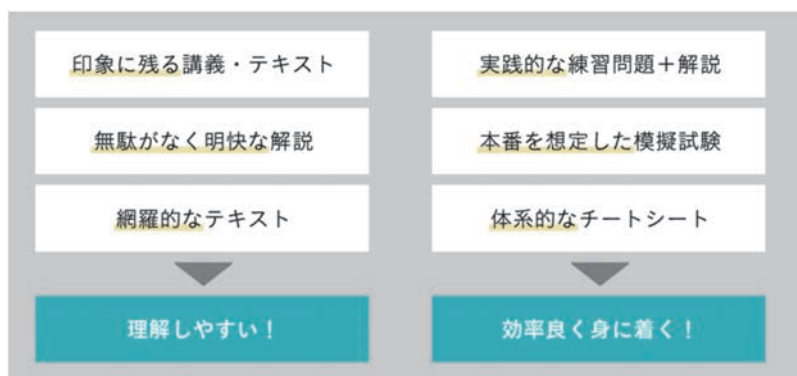 印象に残る講義・テキスト
無駄がなく明快な解説
網羅的なテキスト
理解しやすい！
実践的な練習問題＋解説
本番を想定した模擬試験
体系的なチートシート
効率良く身に着く！